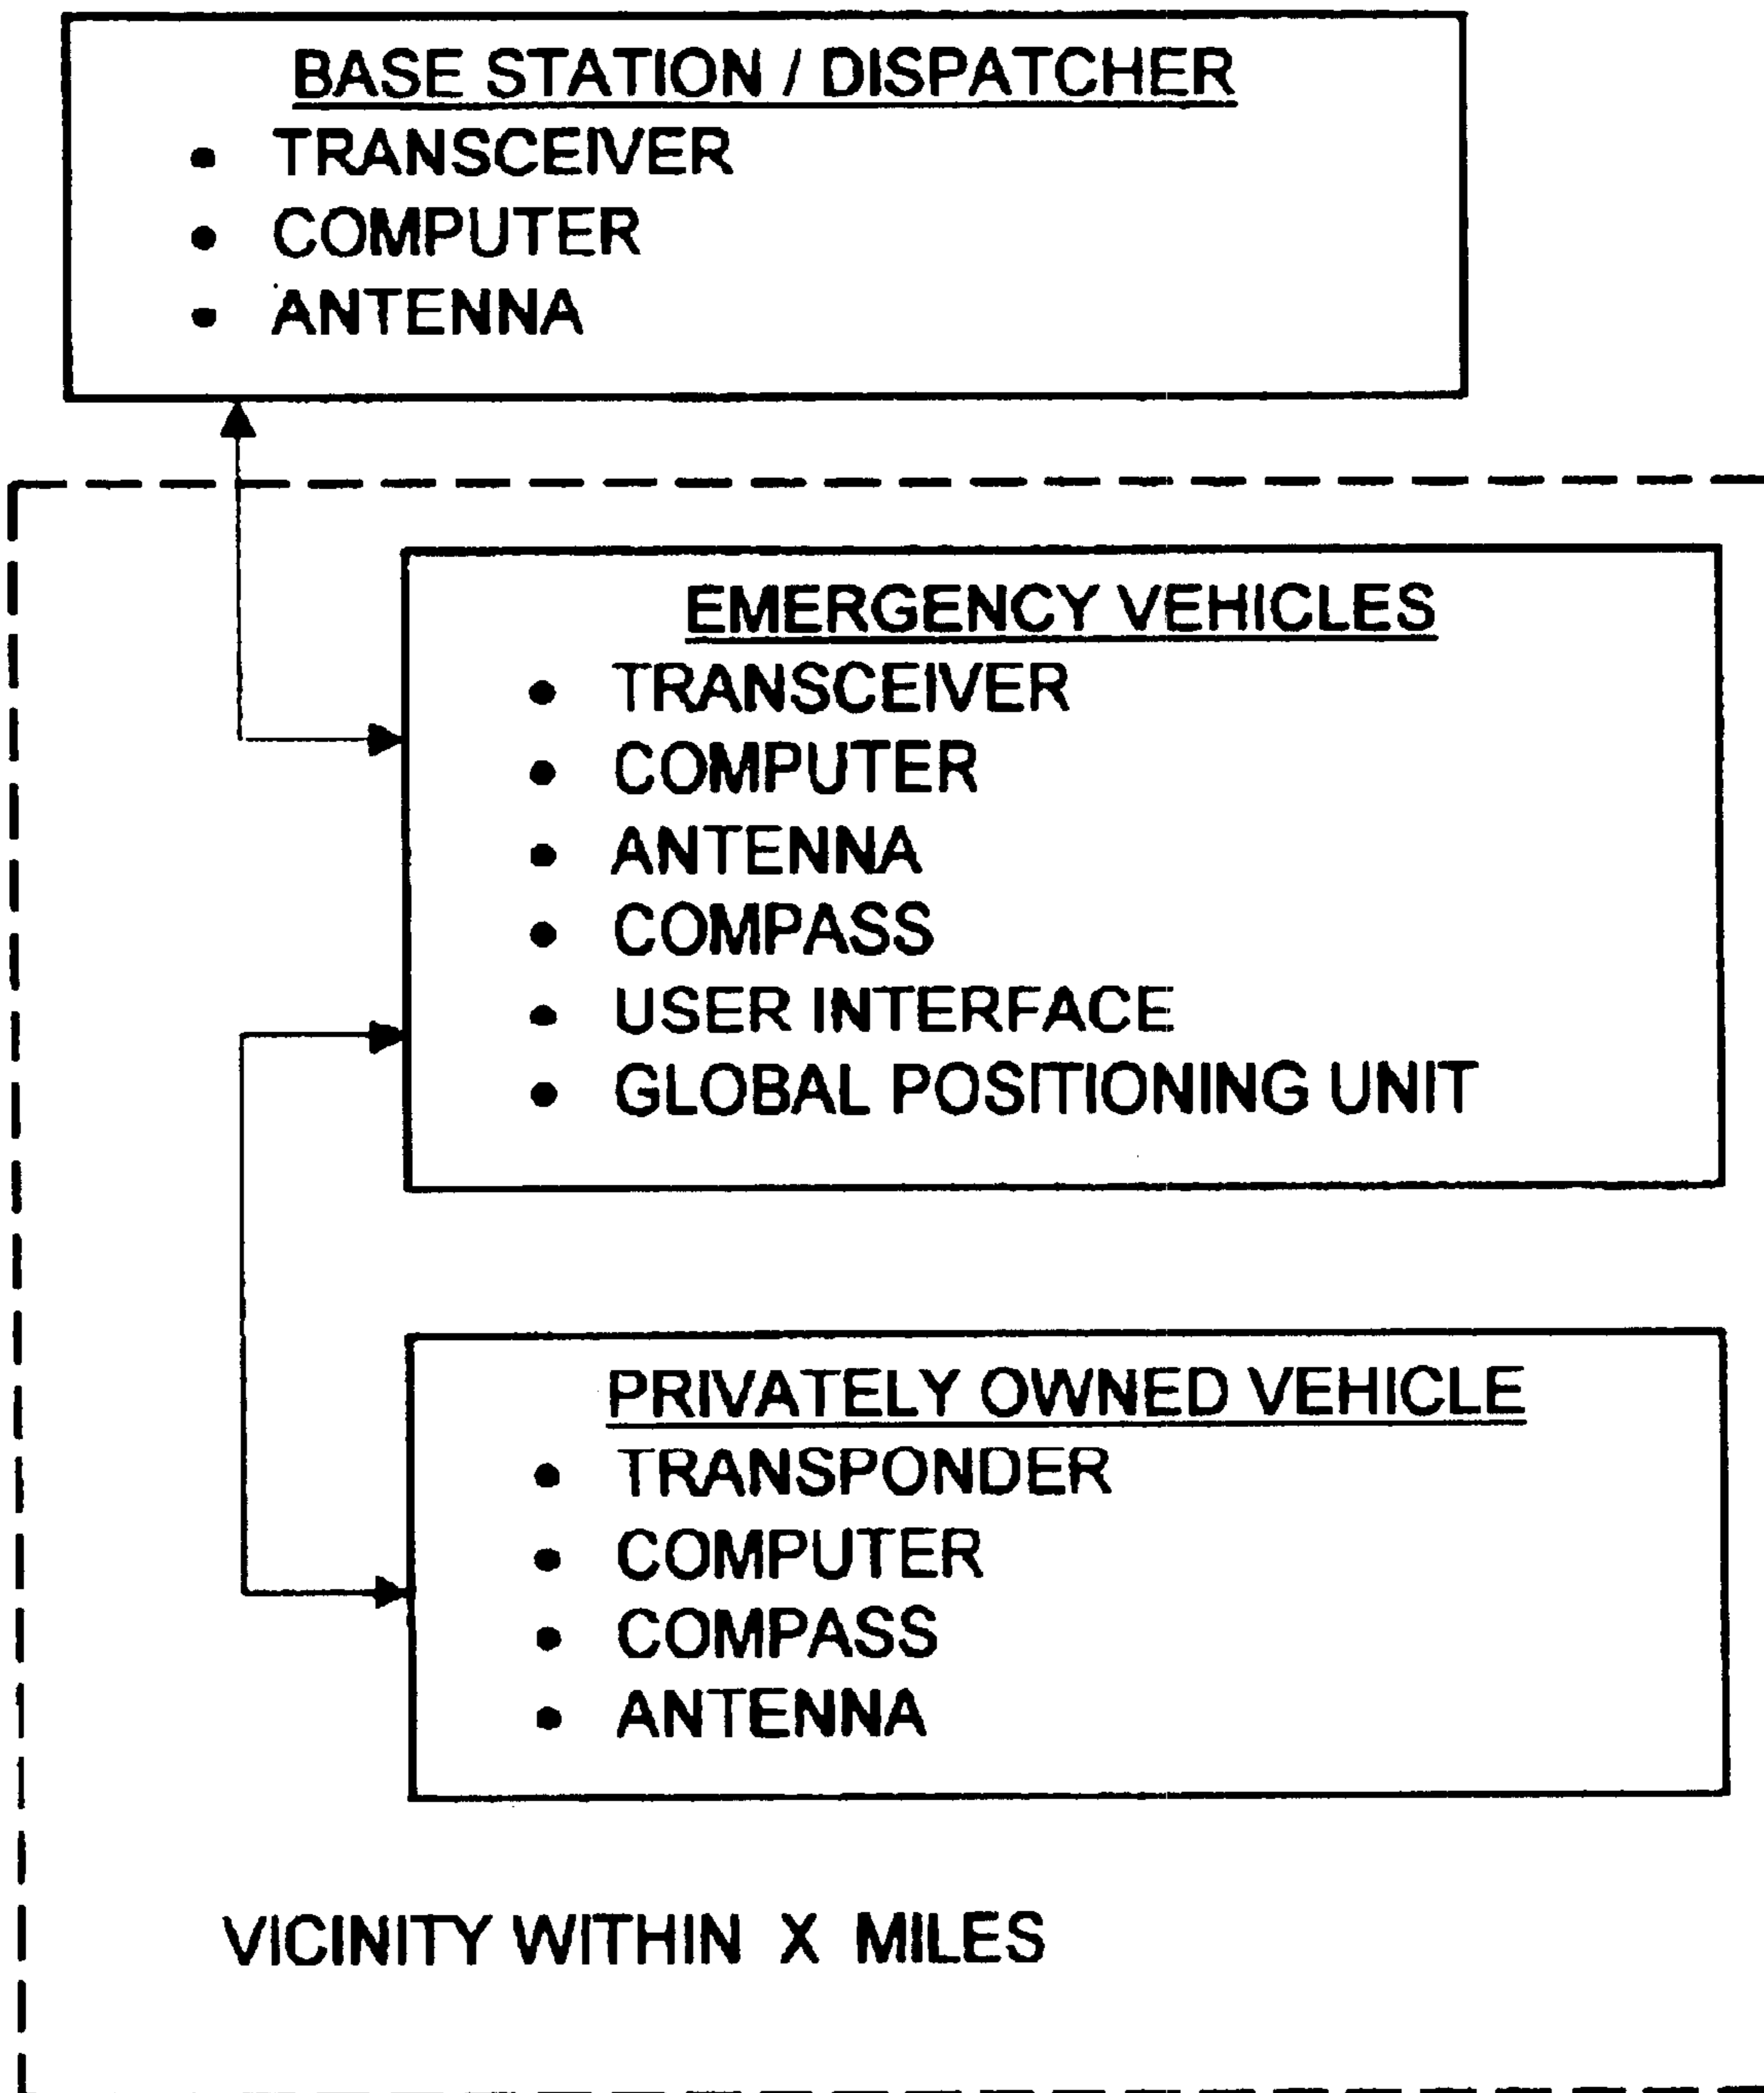 BASE STATION / DISPATCHER
• TRANSCEIVER
• COMPUTER
• ANTENNA
EMERGENCY VEHICLES
• TRANSCEIVER
• COMPUTER
• ANTENNA
• COMPASS
• USER INTERFACE
• GLOBAL POSITIONING UNIT
PRIVATELY OWNED VEHICLE
• TRANSPONDER
• COMPUTER
• COMPASS
• ANTENNA
VICINITY WITHIN X MILES